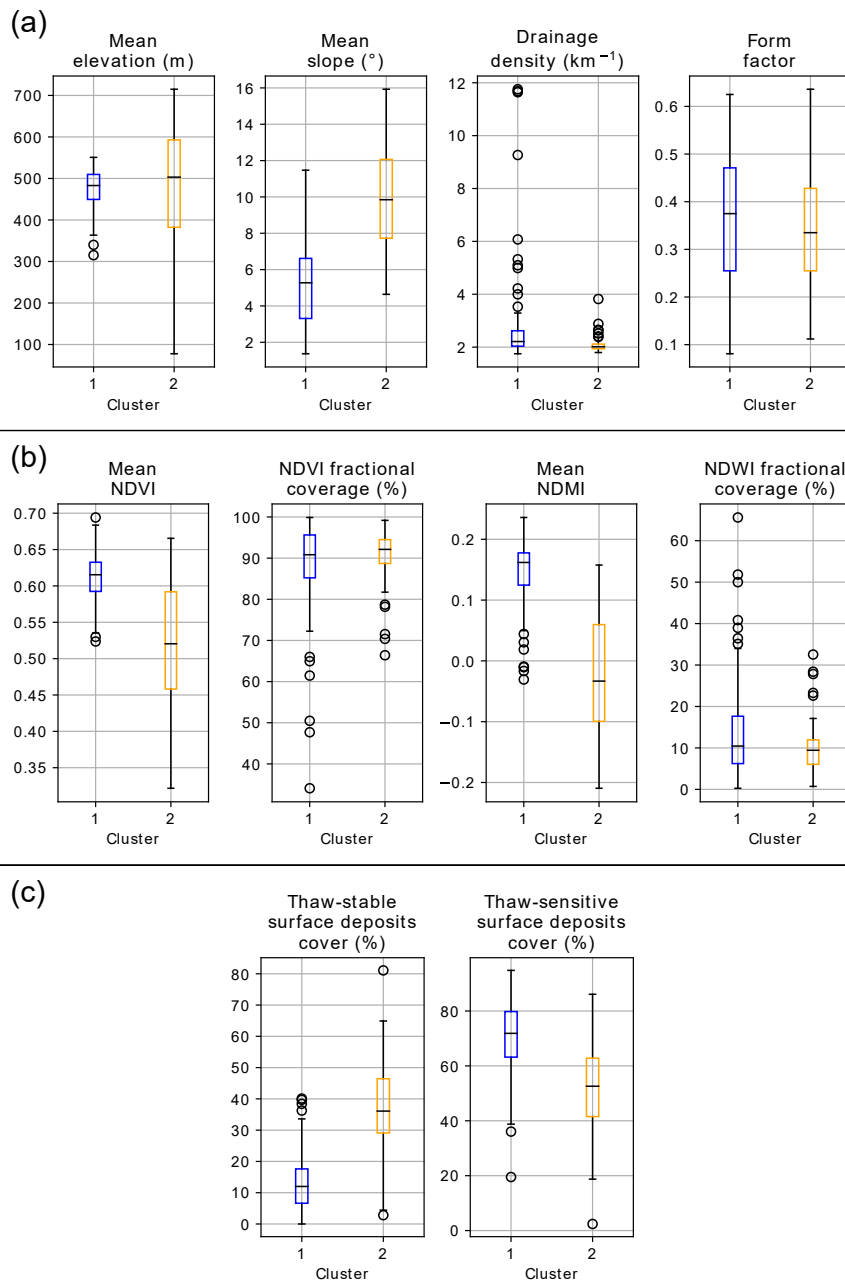 (a)
Mean
elevation (m)
700
600
500
400
300
200
100
1
2
Cluster
Mean
slope (°)
16
14
12
10
8
6
4
2
1
2
Cluster
Drainage
density (km⁻¹)
12
10
8
6
4
2
1
2
Cluster
Form
factor
0.6
0.5
0.4
0.3
0.2
0.1
1
2
Cluster
(b)
Mean
NDVI
0.70
0.65
0.60
0.55
0.50
0.45
0.40
0.35
1
2
Cluster
NDVI fractional
coverage (%)
100
90
80
70
60
50
40
1
2
Cluster
Mean
NDMI
0.2
0.1
0.0
−0.1
−0.2
1
2
Cluster
NDWI fractional
coverage (%)
60
50
40
30
20
10
0
1
2
Cluster
(c)
Thaw-stable
surface deposits
cover (%)
80
70
60
50
40
30
20
10
0
1
2
Cluster
Thaw-sensitive
surface deposits
cover (%)
80
60
40
20
0
1
2
Cluster